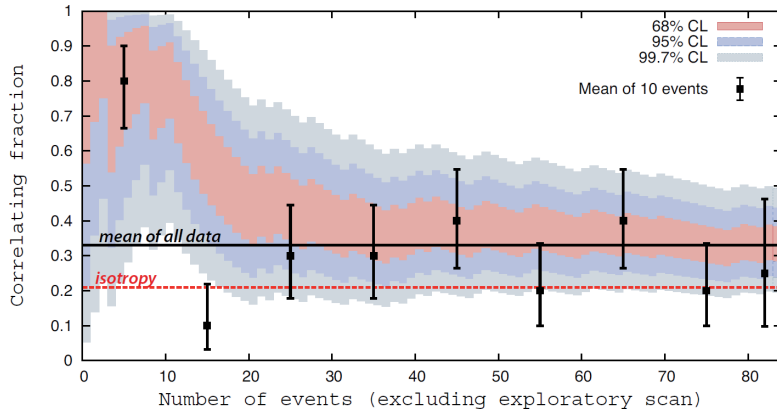 68% CL
95% CL
99.7% CL
Mean of 10 events
Correlating fraction
1
0.9
0.8
0.7
0.6
0.5
0.4
0.3
0.2
0.1
0
mean of all data
isotropy
0 10 20 30 40 50 60 70 80
Number of events (excluding exploratory scan)